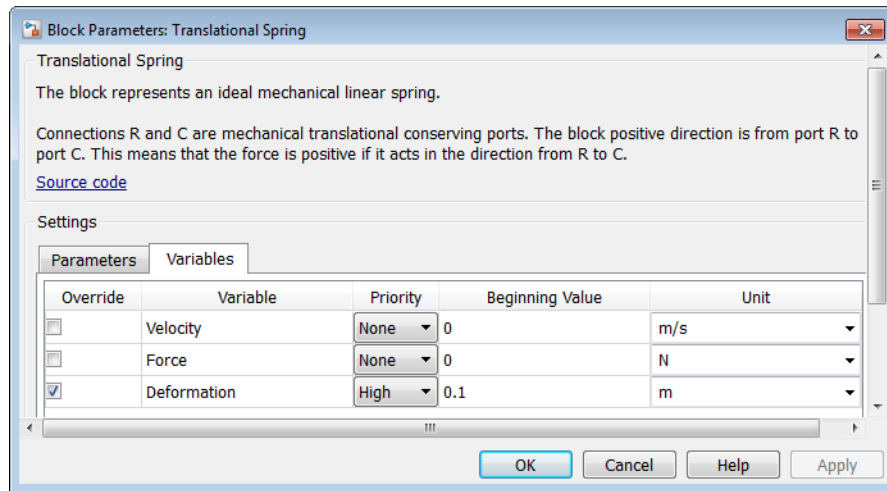 Block Parameters: Translational Spring
Translational Spring
The block represents an ideal mechanical linear spring.
Connections R and C are mechanical translational conserving ports. The block positive direction is from port R to
port C. This means that the force is positive if it acts in the direction from R to C.
Source code
Settings
Parameters Variables
Override Variable Priority Beginning Value Unit
Velocity None 0 m/s
Force None 0 N
Deformation High 0.1 m
OK Cancel Help Apply